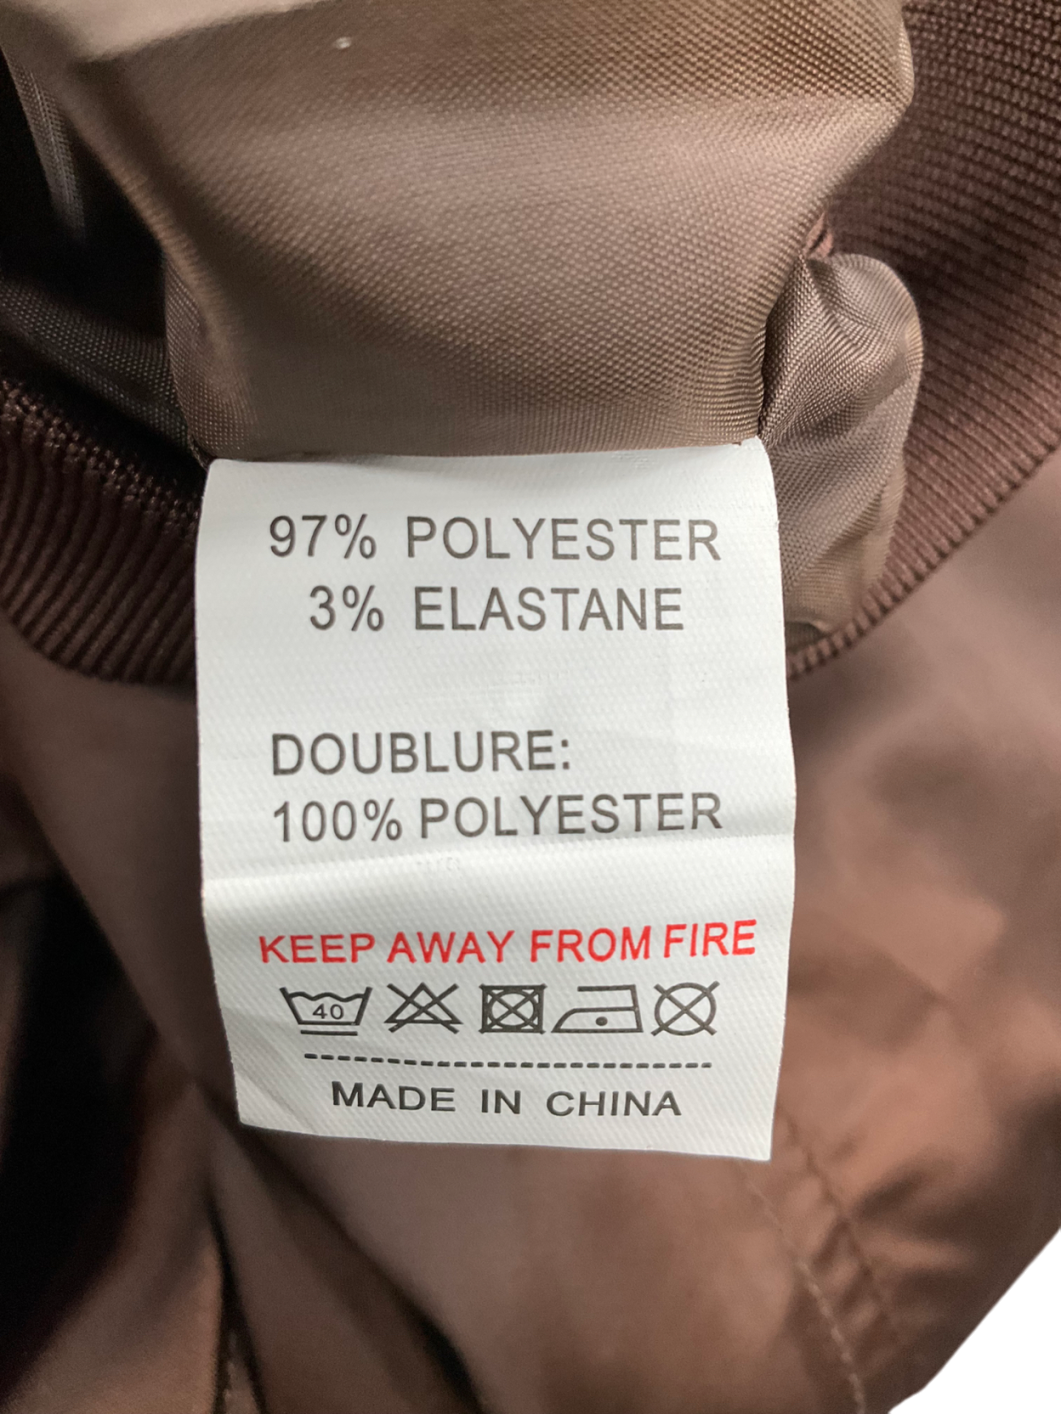 97% POLYESTER
3% ELASTANE
DOUBLURE:
100% POLYESTER
KEEP AWAY FROM FIRE
40
MADE IN CHINA